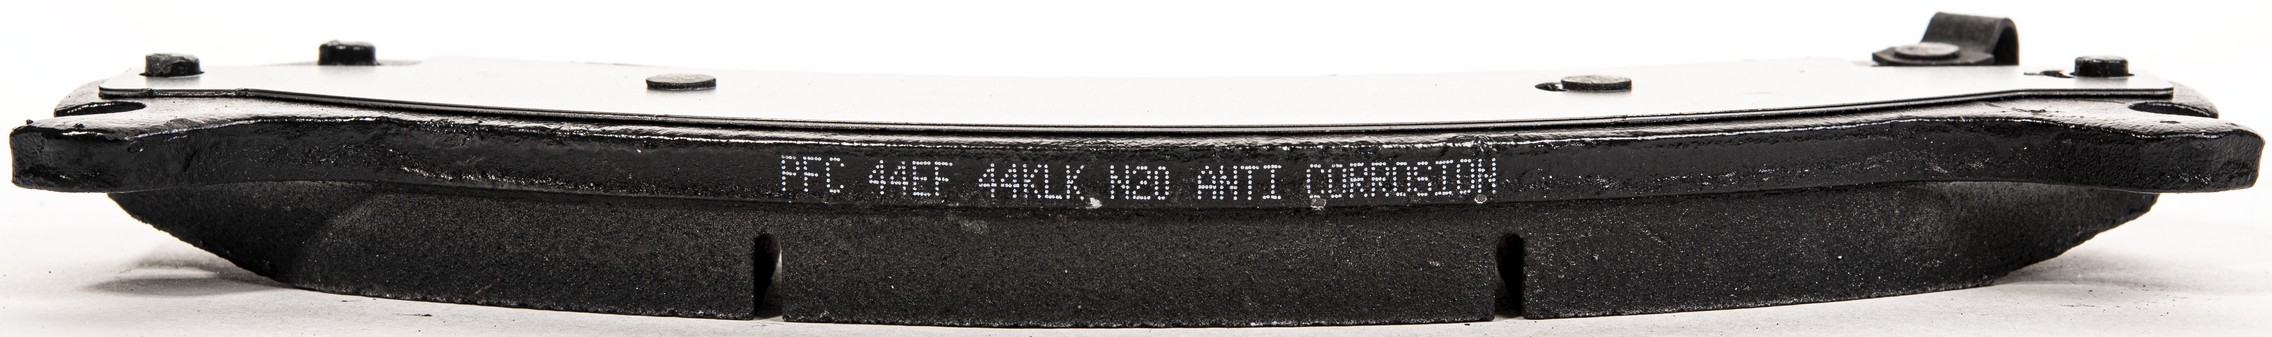 PFC 44EF 44KLK N20 ANTI CORROSION